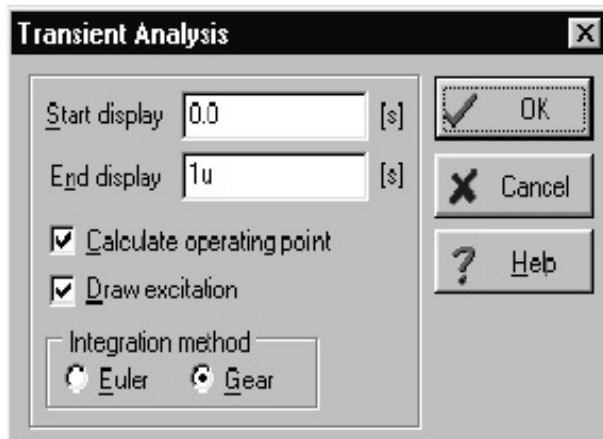 Transient Analysis
Start display 0.0 [s]
End display 1u [s]
Calculate operating point
Draw excitation
Integration method
Euler Gear
OK
Cancel
? Help